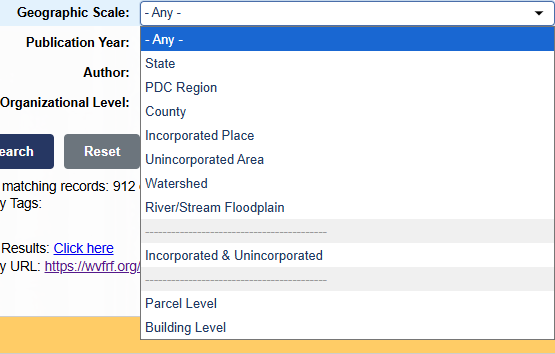 Geographic Scale: - Any -
- Any -
Publication Year:
State
PDC Region
Author:
County
Organizational Level:
Incorporated Place
earch Reset
Unincorporated Area
matching records: 912
Watershed
y Tags:
River/Stream Floodplain
------------------------------------------
Results: Click here
Incorporated & Unincorporated
y URL: https://wvfrf.org/
------------------------------------------
Parcel Level
Building Level